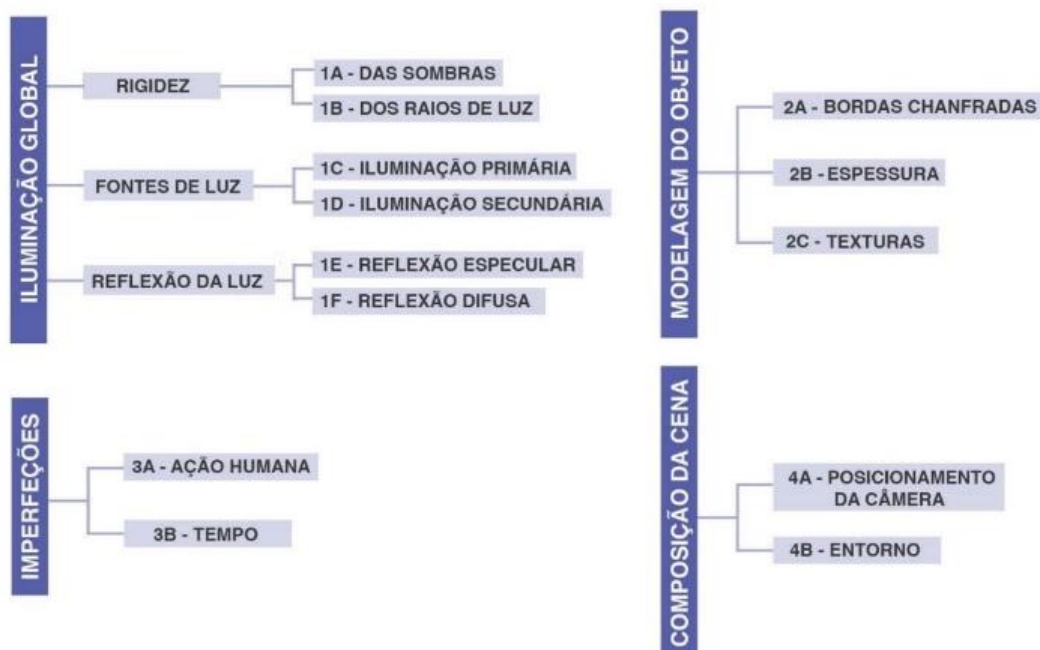 ILUMINAÇÃO GLOBAL
RIGIDEZ
1A - DAS SOMBRAS
1B - DOS RAIOS DE LUZ
FONTES DE LUZ
1C - ILUMINAÇÃO PRIMÁRIA
1D - ILUMINAÇÃO SECUNDÁRIA
REFLEXÃO DA LUZ
1E - REFLEXÃO ESPECULAR
1F - REFLEXÃO DIFUSA
MODELAGEM DO OBJETO
2A - BORDAS CHANFRADAS
2B - ESPESSURA
2C - TEXTURAS
IMPERFEÇÕES
3A - AÇÃO HUMANA
3B - TEMPO
COMPOSIÇÃO DA CENA
4A - POSICIONAMENTO
DA CÂMERA
4B - ENTORNO